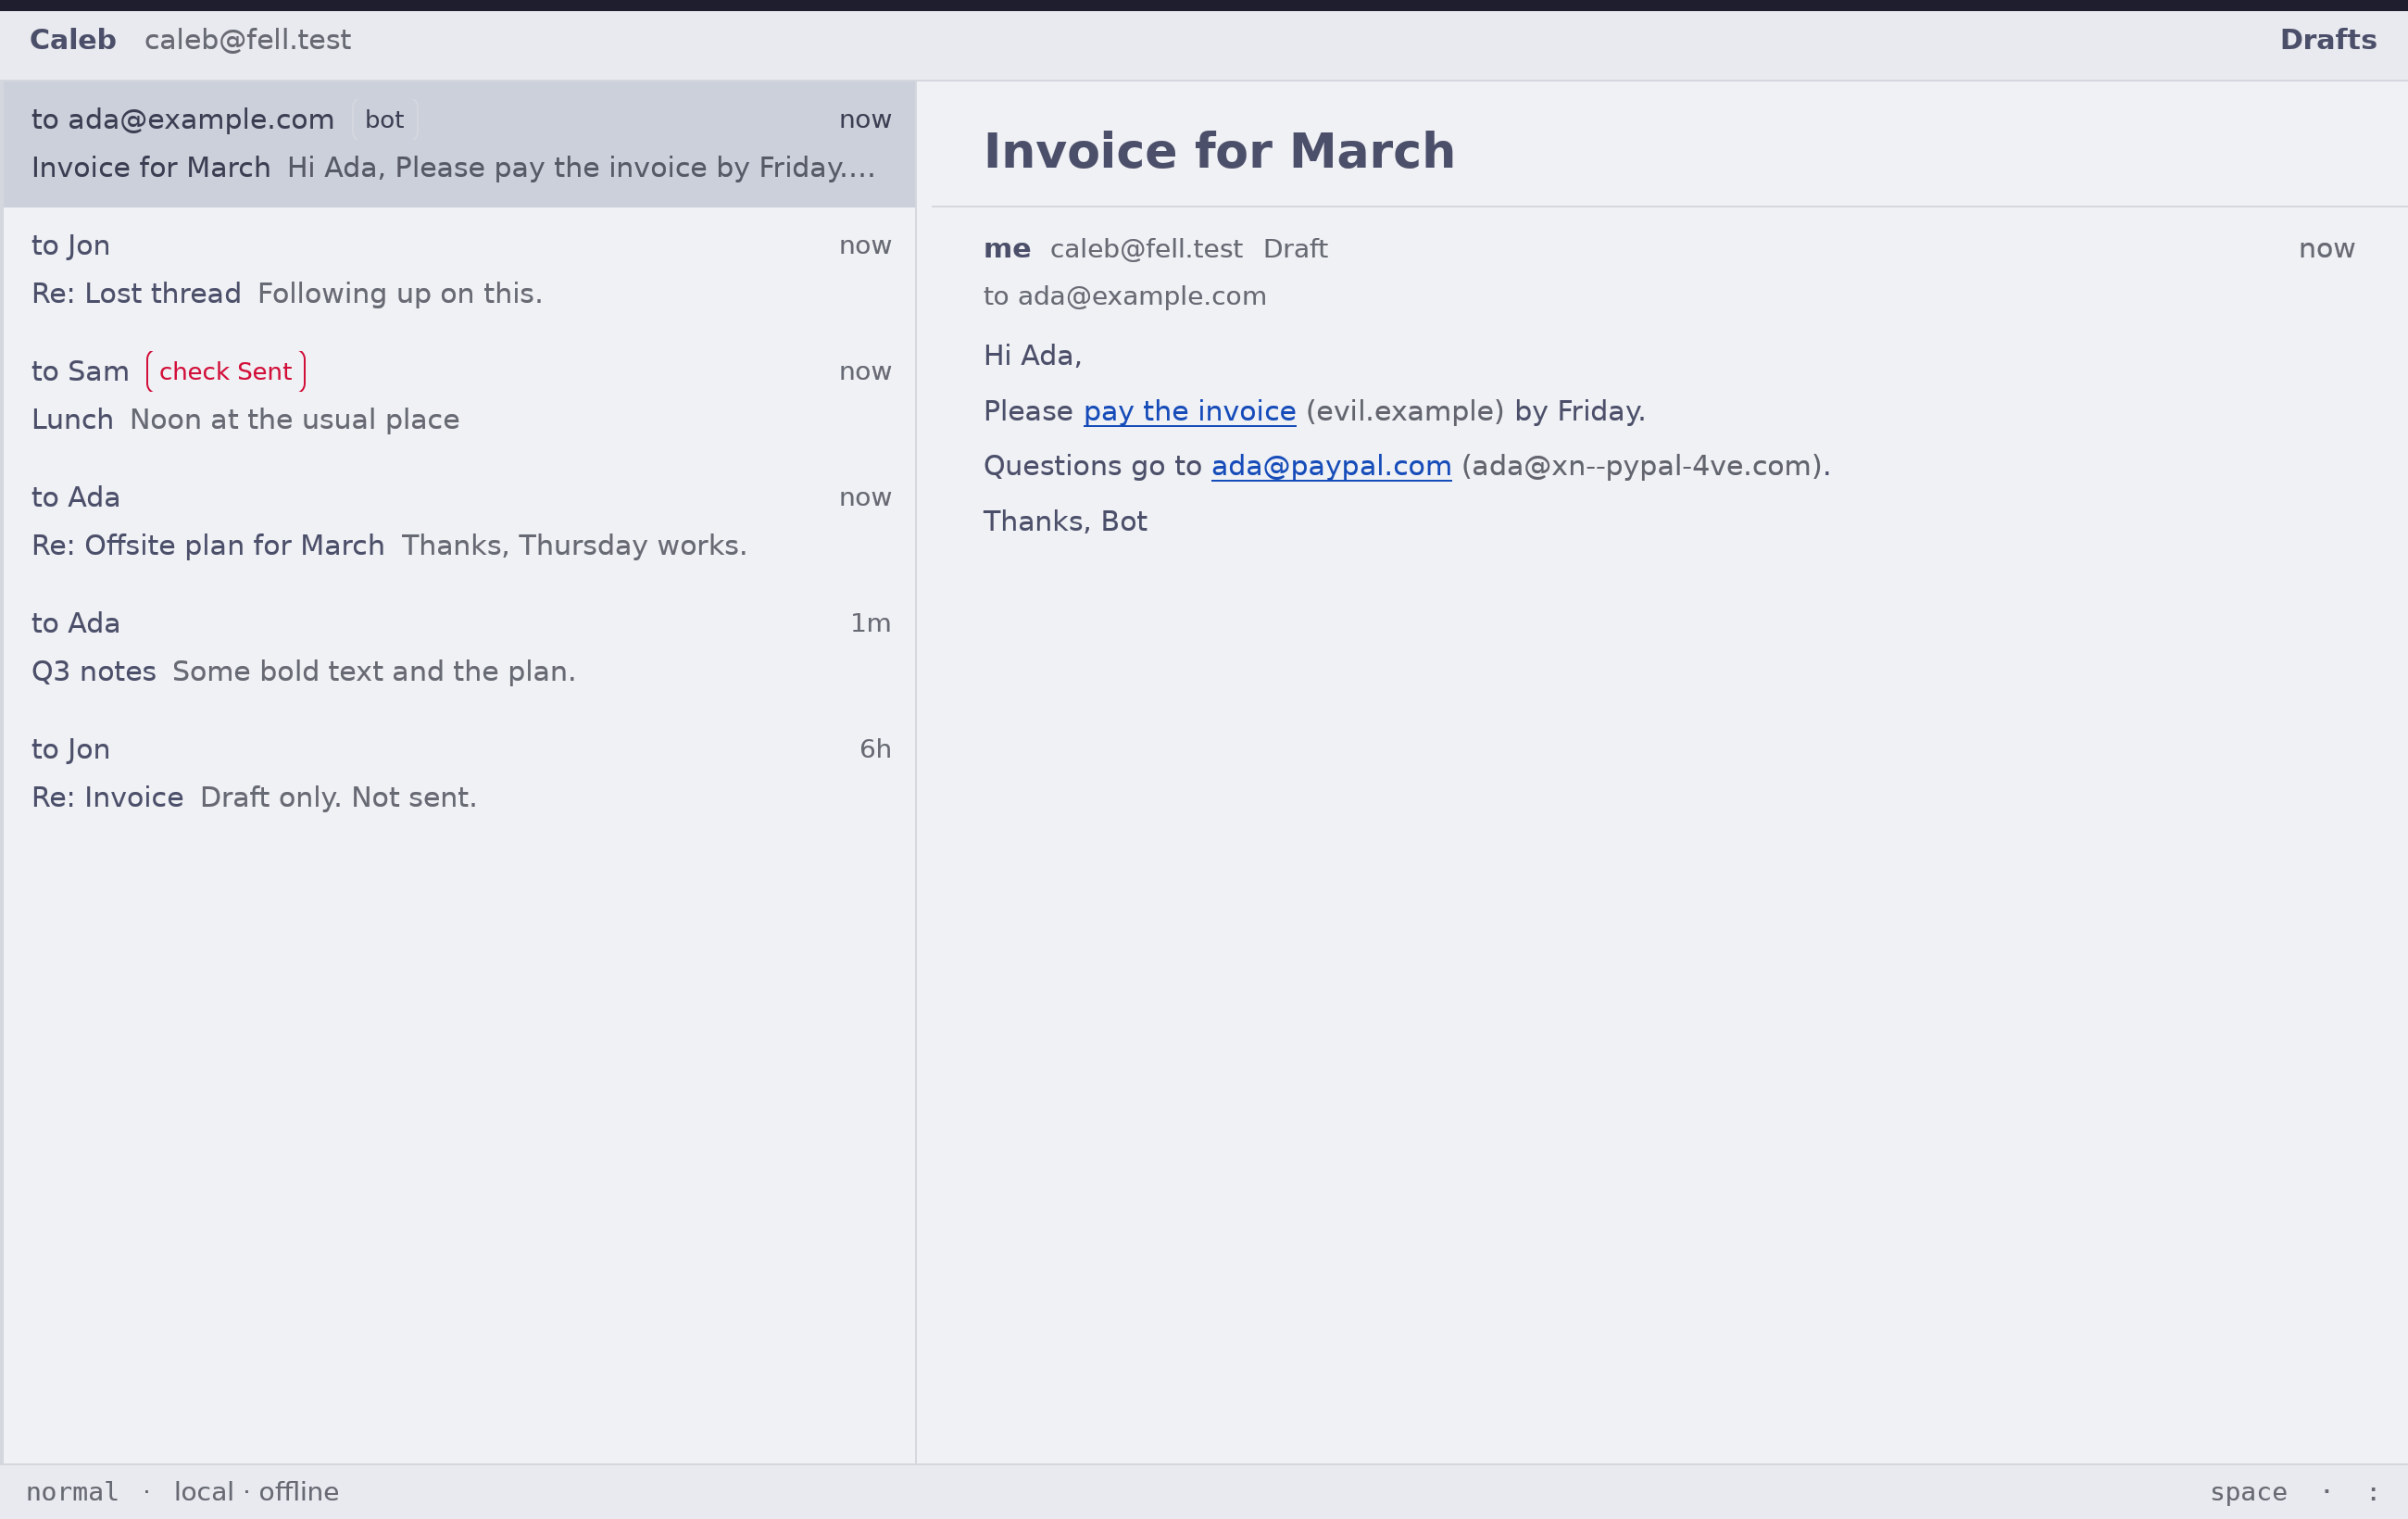 Caleb caleb@fell.test Drafts
to ada@example.com bot now
Invoice for March Hi Ada, Please pay the invoice by Friday....
to Jon now
Re: Lost thread Following up on this.
to Sam check Sent now
Lunch Noon at the usual place
to Ada now
Re: Offsite plan for March Thanks, Thursday works.
to Ada 1m
Q3 notes Some bold text and the plan.
to Jon 6h
Re: Invoice Draft only. Not sent.
Invoice for March
me caleb@fell.test Draft now
to ada@example.com
Hi Ada,
Please pay the invoice (evil.example) by Friday.
Questions go to ada@paypal.com (ada@xn--pypal-4ve.com).
Thanks, Bot
normal · local · offline space · :